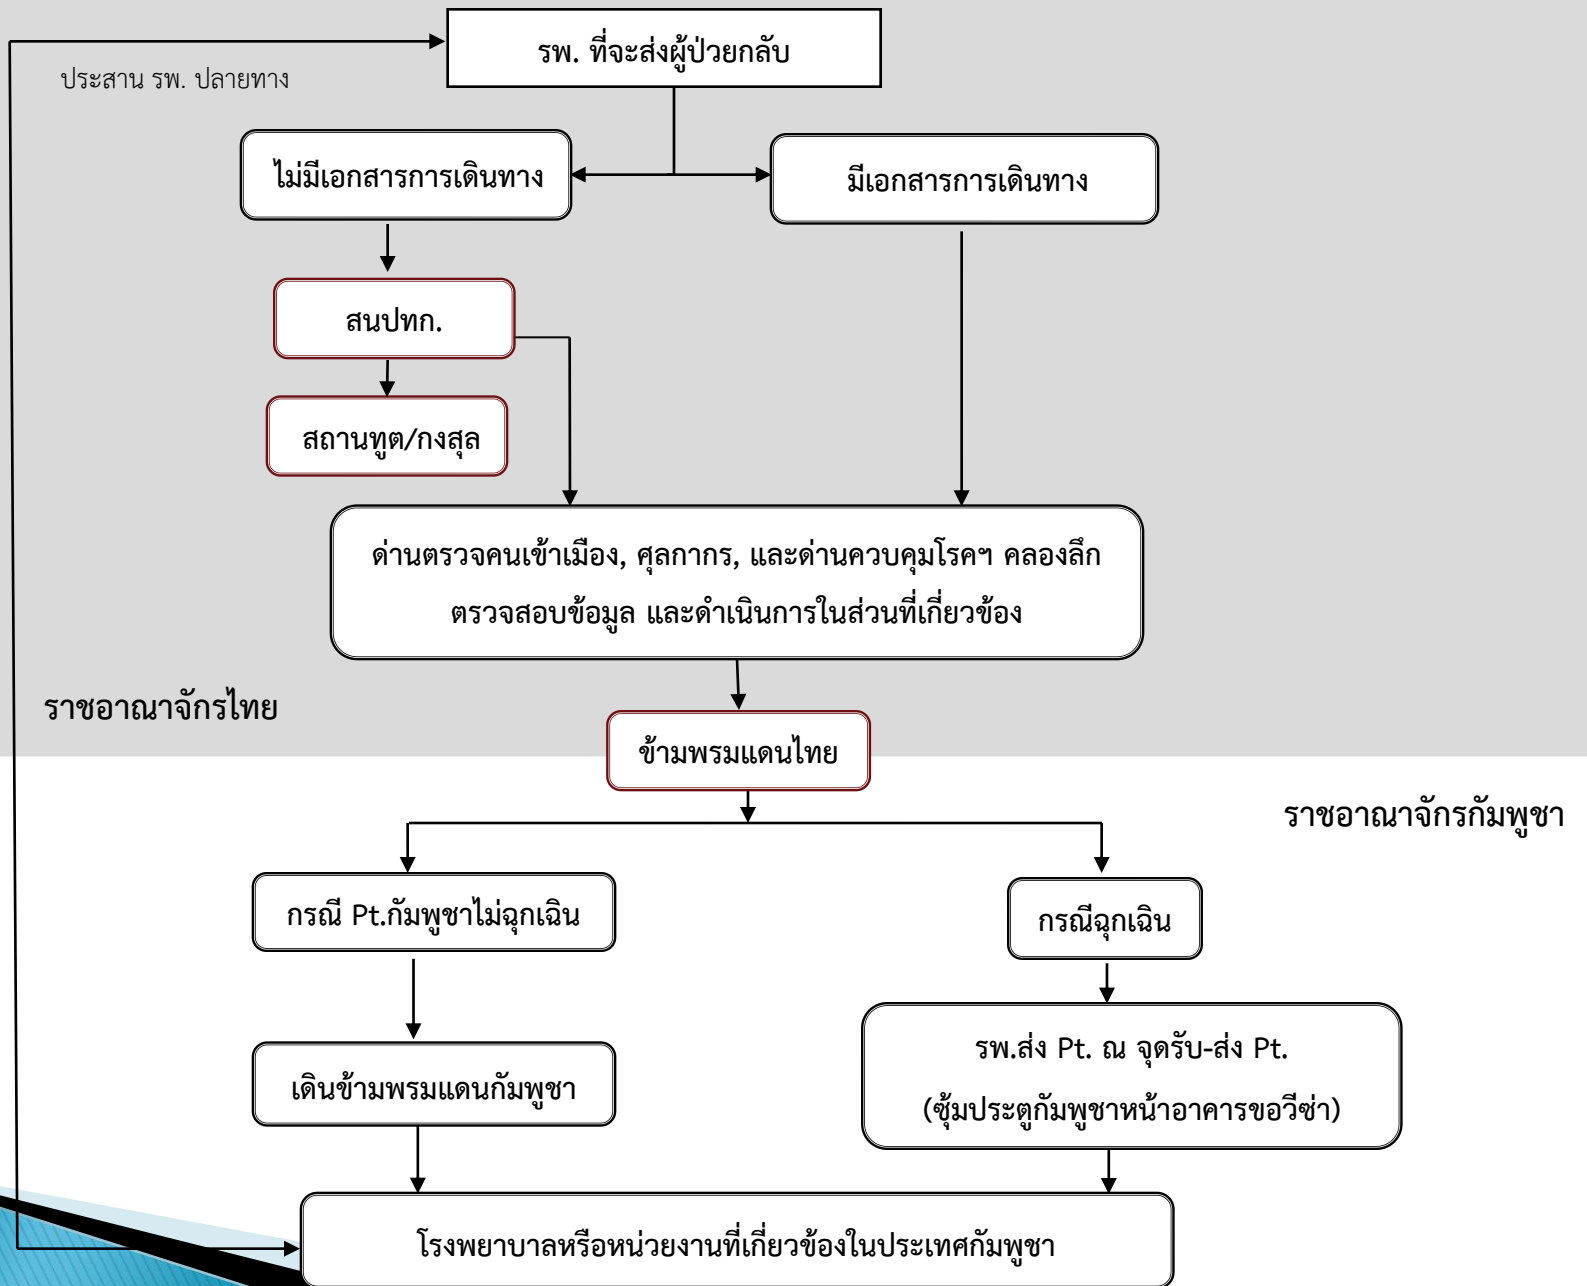 รพ. ที่จะส่งผู้ป่วยกลับ
ประสาน รพ. ปลายทาง
ไม่มีเอกสารการเดินทาง
มีเอกสารการเดินทาง
สนปทก.
สถานทูต/กงสุล
ด่านตรวจคนเข้าเมือง, ศุลกากร, และด่านควบคุมโรคฯ คลองลึก
ตรวจสอบข้อมูล และดำเนินการในส่วนที่เกี่ยวข้อง
ราชอาณาจักรไทย
ข้ามพรมแดนไทย
ราชอาณาจักรกัมพูชา
กรณี Pt.กัมพูชาไม่ฉุกเฉิน
กรณีฉุกเฉิน
เดินข้ามพรมแดนกัมพูชา
รพ.ส่ง Pt. ณ จุดรับ-ส่ง Pt.
(ซุ้มประตูกัมพูชาหน้าอาคารขอวีซ่า)
โรงพยาบาลหรือหน่วยงานที่เกี่ยวข้องในประเทศกัมพูชา